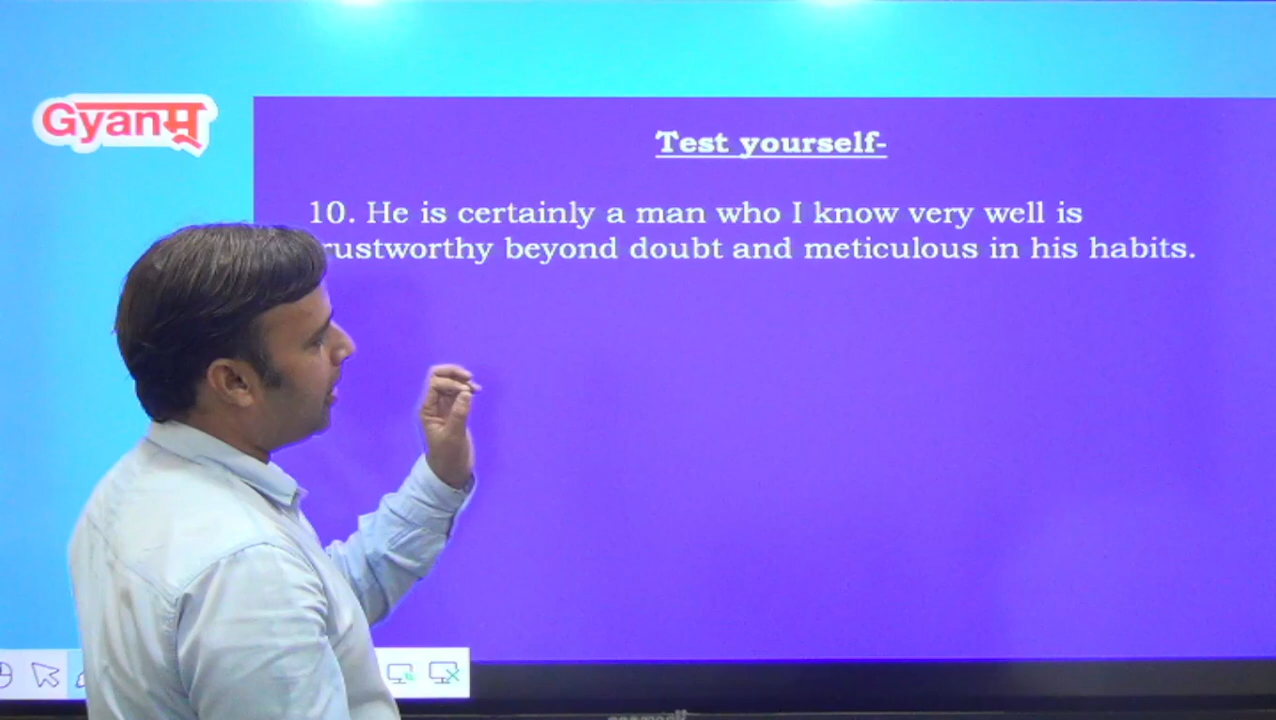 Gyanम्
Test yourself-
10. He is certainly a man who I know very well is
rustworthy beyond doubt and meticulous in his habits.